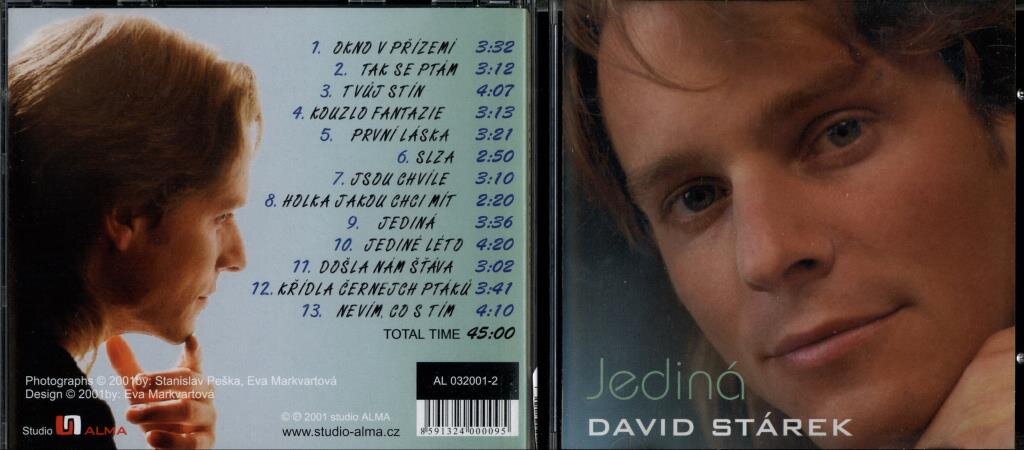 1. OKNO V PŘÍZEMÍ 3:32
2. TAK SE PTÁM 3:12
3. TVŮJ STÍN 4:07
4. KOUZLO FANTAZIE 3:13
5. PRVNÍ LÁSKA 3:21
6. SLZA 2:50
7. JSOU CHVÍLE 3:10
8. HOLKA JAKOU CHCI MÍT 2:20
9. JEDINÁ 3:36
10. JEDINÉ LÉTO 4:20
11. DOŠLA NÁM ŠŤÁVA 3:02
12. KŘÍDLA ČERNEJCH PTÁKŮ 3:41
13. NEVÍM, CO S TÍM 4:10
TOTAL TIME 45:00
Photographs © 2001by: Stanislav Peška, Eva Markvartová
Design © 2001by: Eva Markvartová
Studio ALMA
© ℗ 2001 studio ALMA
www.studio-alma.cz
AL 032001-2
8 591324 000095
Jediná
DAVID STÁREK